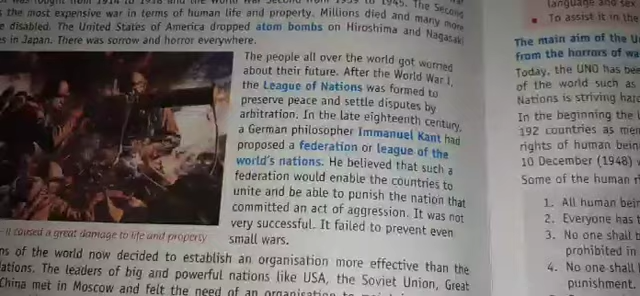 was fought from 1914 to 1918 and the World War Second from 1939 to 1945. The Second
the most expensive war in terms of human life and property. Millions died and many more
e disabled. The United States of America dropped atom bombs on Hiroshima and Nagasaki
es in Japan. There was sorrow and horror everywhere.
The people all over the world got worried
about their future. After the World War I,
the League of Nations was formed to
preserve peace and settle disputes by
arbitration. In the late eighteenth century,
a German philosopher Immanuel Kant had
proposed a federation or league of the
world's nations. He believed that such a
federation would enable the countries to
unite and be able to punish the nation that
committed an act of aggression. It was not
very successful. It failed to prevent even
small wars.
– II caused a great damage to life and property
ns of the world now decided to establish an organisation more effective than the
ations. The leaders of big and powerful nations like USA, the Soviet Union, Great
China met in Moscow and felt the need of an organisation to
language and sex
To assist it in the
The main aim of the U
from the horrors of wa
Today, the UNO has bee
of the world such as
Nations is striving hard
In the beginning the
192 countries as mem
rights of human bein
10 December (1948)
Some of the human r
1. All human bein
2. Everyone has
3. No one shall b
prohibited in
4. No one shall
punishment.